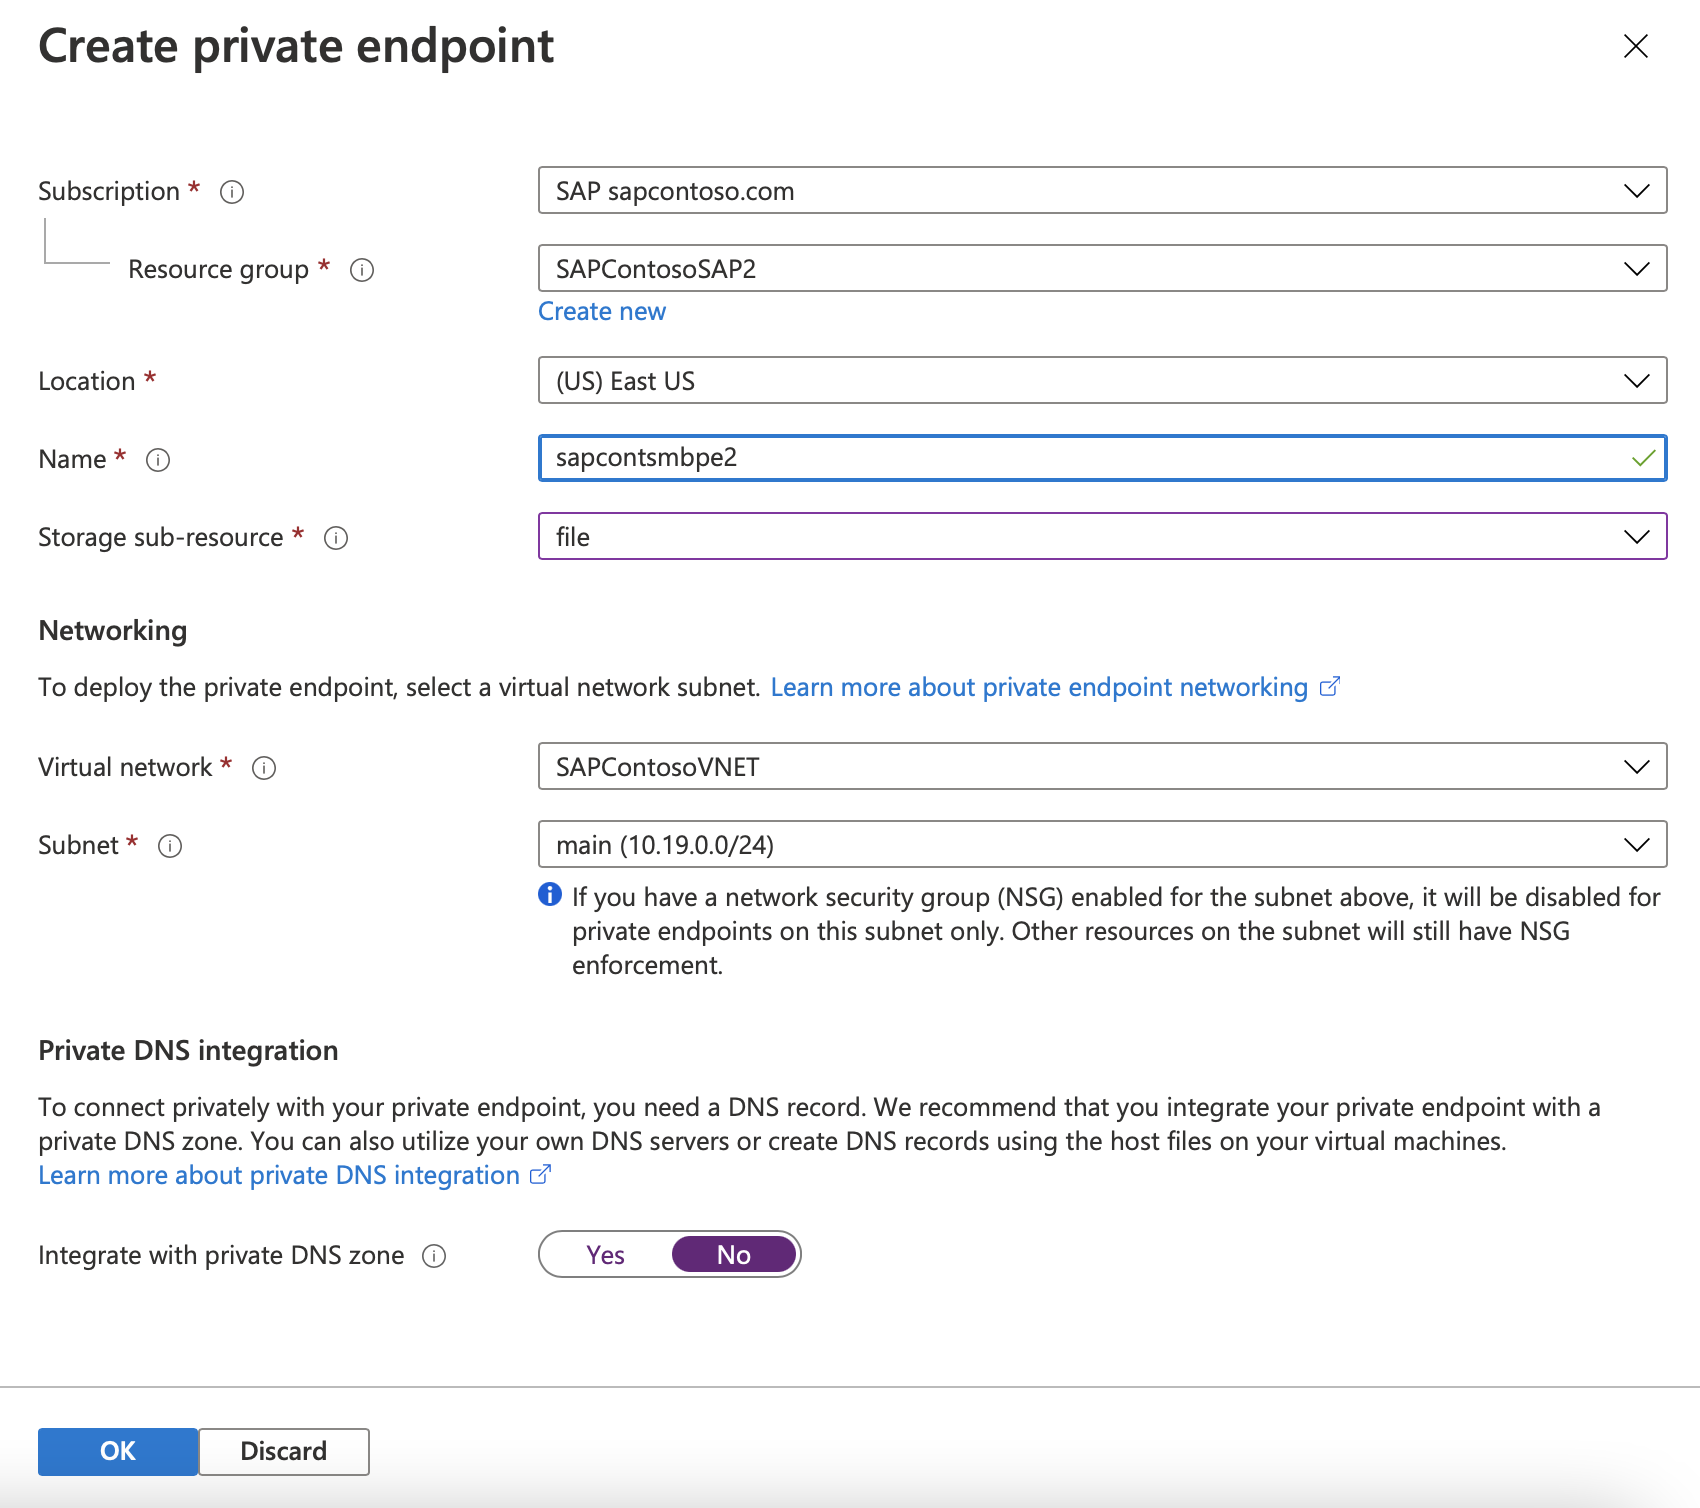 Create private endpoint
Subscription *
SAP sapcontoso.com
Resource group *
SAPContosoSAP2
Create new
Location *
(US) East US
Name *
sapcontsmbpe2
Storage sub-resource *
file
Networking
To deploy the private endpoint, select a virtual network subnet. Learn more about private endpoint networking
Virtual network *
SAPContosoVNET
Subnet *
main (10.19.0.0/24)
If you have a network security group (NSG) enabled for the subnet above, it will be disabled for
private endpoints on this subnet only. Other resources on the subnet will still have NSG
enforcement.
Private DNS integration
To connect privately with your private endpoint, you need a DNS record. We recommend that you integrate your private endpoint with a
private DNS zone. You can also utilize your own DNS servers or create DNS records using the host files on your virtual machines.
Learn more about private DNS integration
Integrate with private DNS zone
Yes No
OK Discard